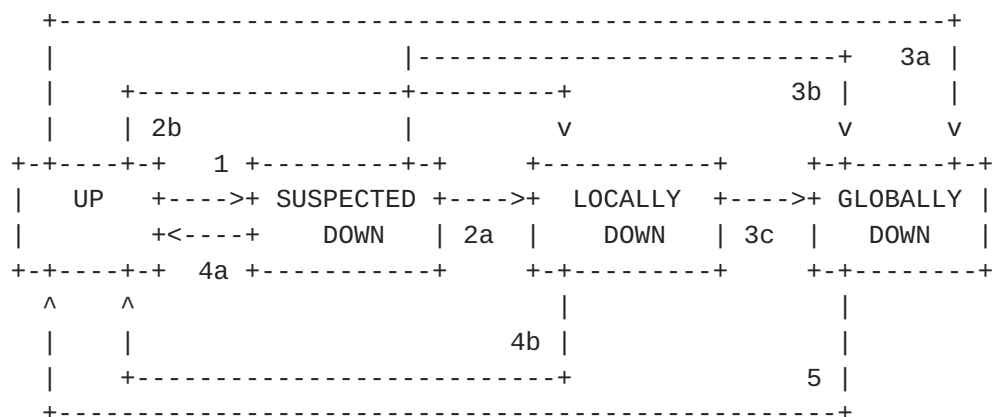 3a
3b
2b
1
UP SUSPECTED LOCALLY GLOBALLY
DOWN 2a DOWN 3c DOWN
4a
4b
5